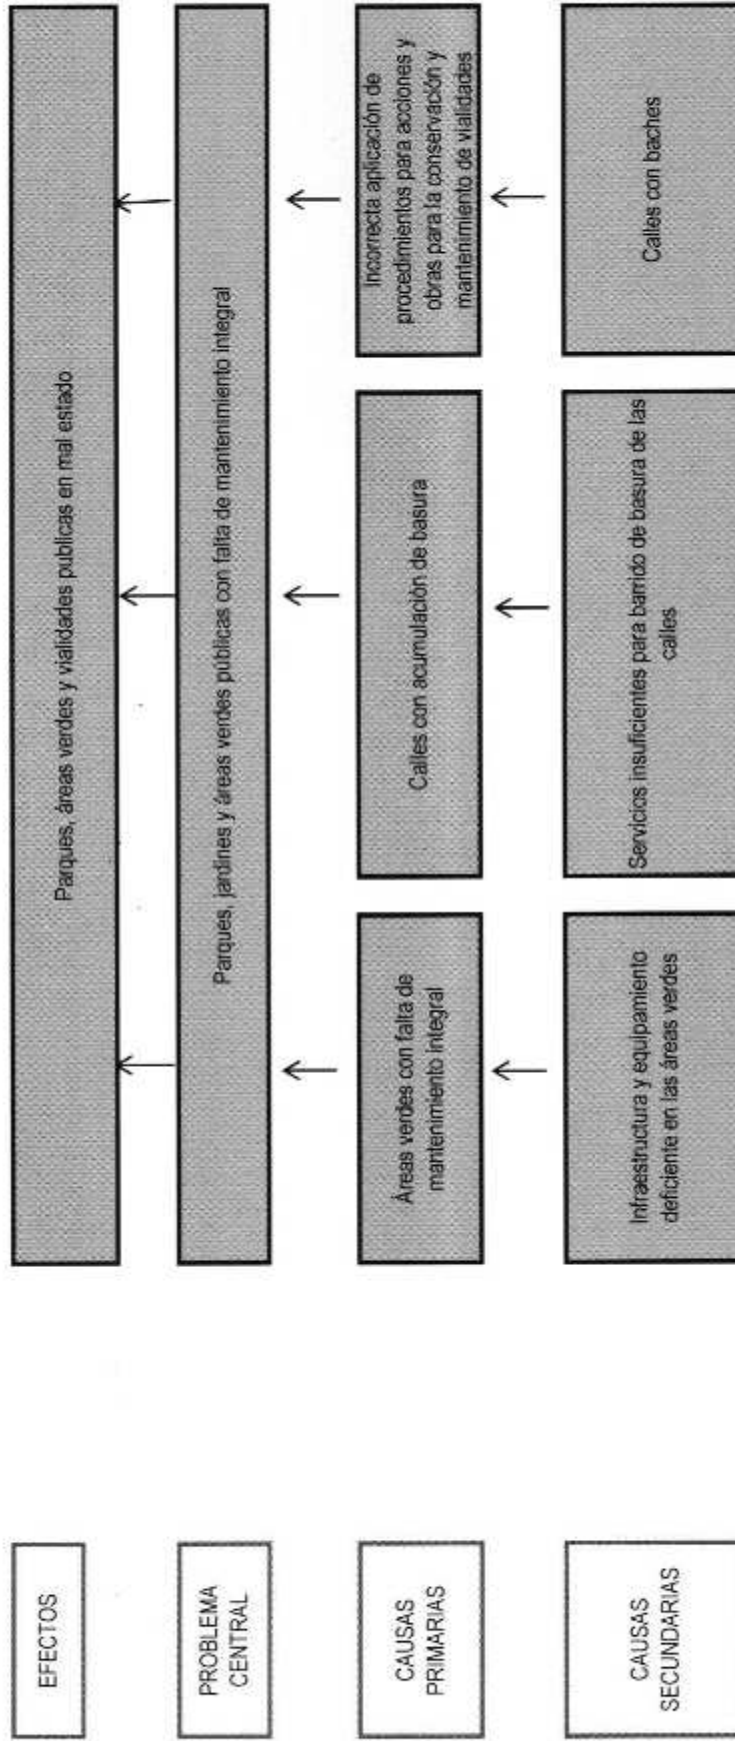 EFECTOS
Parques, áreas verdes y vialidades publicas en mal estado
PROBLEMA
CENTRAL
Parques, jardines y áreas verdes públicas con falta de mantenimiento integral
CAUSAS
PRIMARIAS
Áreas verdes con falta de
mantenimiento integral
Calles con acumulación de basura
Incorrecta aplicación de
procedimientos para acciones y
obras para la conservación y
mantenimiento de vialidades
CAUSAS
SECUNDARIAS
Infraestructura y equipamiento
deficiente en las áreas verdes
Servicios insuficientes para barrido de basura de las
calles
Calles con baches